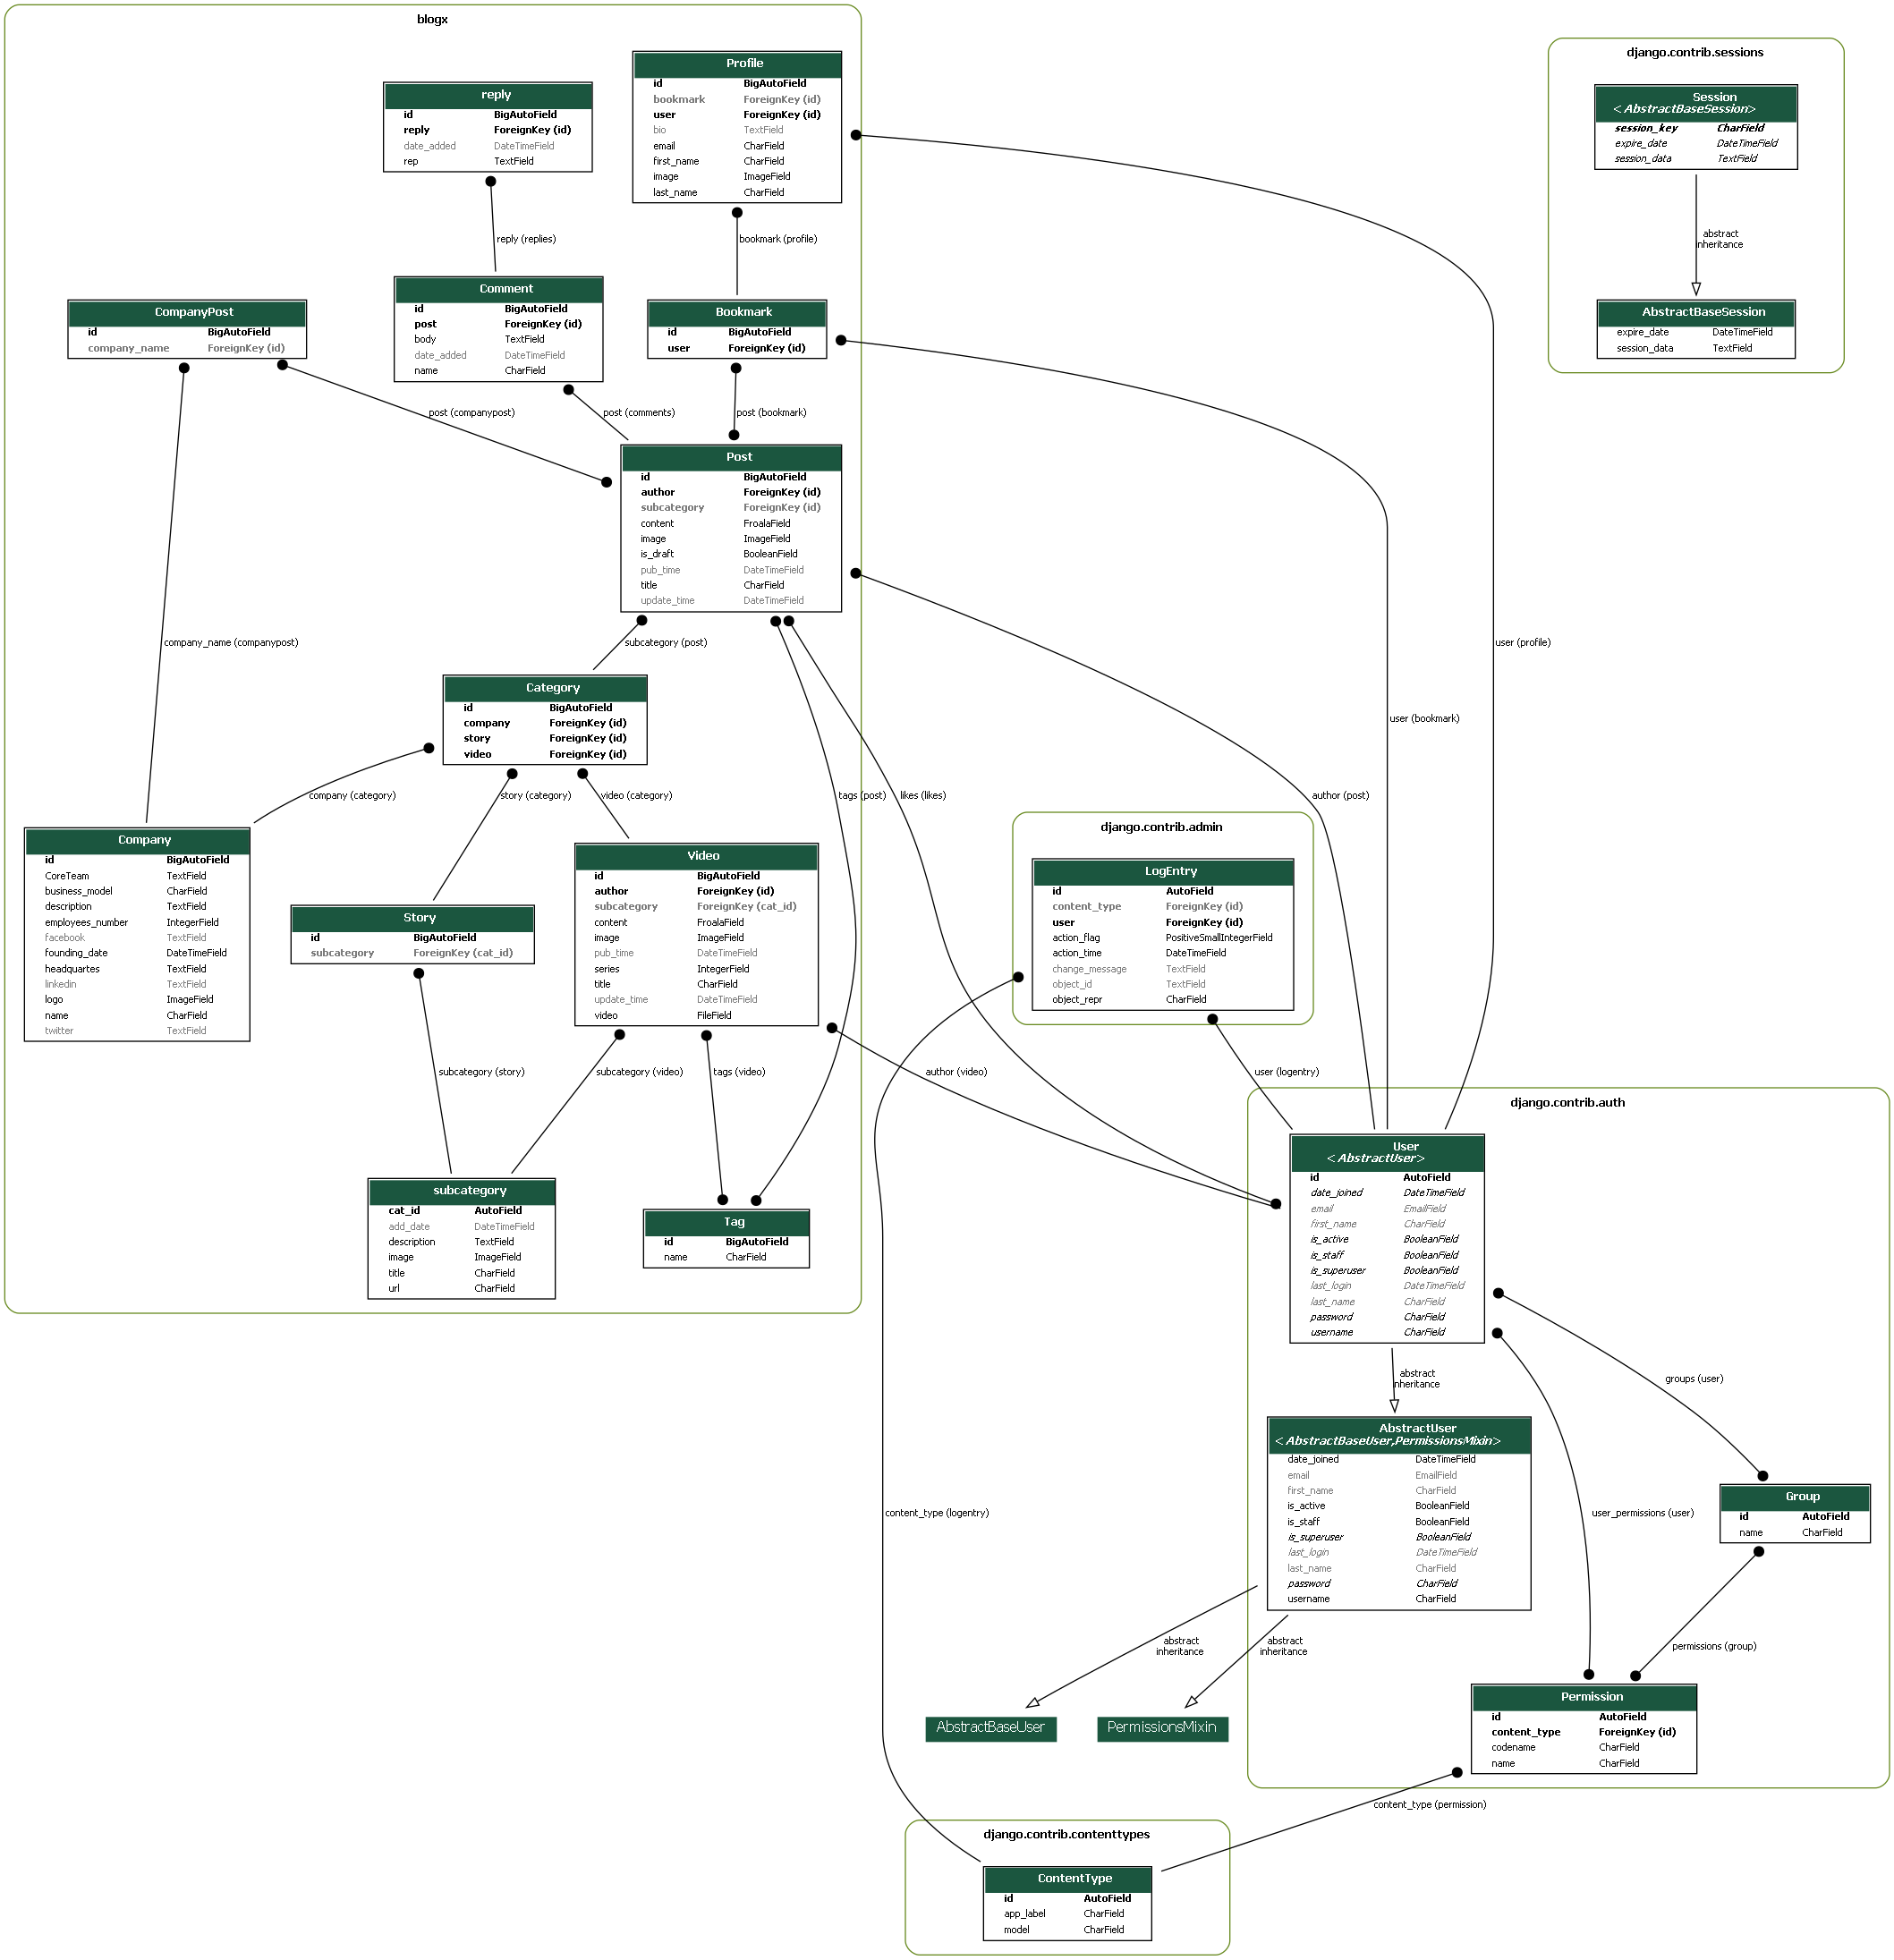 blogx
Profile
id BigAutoField
bookmark ForeignKey (id)
user ForeignKey (id)
bio TextField
email CharField
first_name CharField
image ImageField
last_name CharField
reply
id BigAutoField
reply ForeignKey (id)
date_added DateTimeField
rep TextField
reply (replies)
bookmark (profile)
CompanyPost
id BigAutoField
company_name ForeignKey (id)
Comment
id BigAutoField
post ForeignKey (id)
body TextField
date_added DateTimeField
name CharField
Bookmark
id BigAutoField
user ForeignKey (id)
post (companypost)
post (comments)
post (bookmark)
Post
id BigAutoField
author ForeignKey (id)
subcategory ForeignKey (id)
content FroalaField
image ImageField
is_draft BooleanField
pub_time DateTimeField
title CharField
update_time DateTimeField
company_name (companypost)
subcategory (post)
user (profile)
Category
id BigAutoField
company ForeignKey (id)
story ForeignKey (id)
video ForeignKey (id)
user (bookmark)
company (category)
story (category)
video (category)
tags (post)
likes (likes)
author (post)
Company
id BigAutoField
CoreTeam TextField
business_model CharField
description TextField
employees_number IntegerField
facebook TextField
founding_date DateTimeField
headquartes TextField
linkedin TextField
logo ImageField
name CharField
twitter TextField
Story
id BigAutoField
subcategory ForeignKey (cat_id)
Video
id BigAutoField
author ForeignKey (id)
subcategory ForeignKey (cat_id)
content FroalaField
image ImageField
pub_time DateTimeField
series IntegerField
title CharField
update_time DateTimeField
video FileField
subcategory (story)
subcategory (video)
tags (video)
author (video)
subcategory
cat_id AutoField
add_date DateTimeField
description TextField
image ImageField
title CharField
url CharField
Tag
id BigAutoField
name CharField
django.contrib.sessions
Session
<AbstractBaseSession>
session_key CharField
expire_date DateTimeField
session_data TextField
abstract
inheritance
AbstractBaseSession
expire_date DateTimeField
session_data TextField
django.contrib.admin
LogEntry
id AutoField
content_type ForeignKey (id)
user ForeignKey (id)
action_flag PositiveSmallIntegerField
action_time DateTimeField
change_message TextField
object_id TextField
object_repr CharField
user (logentry)
django.contrib.auth
User
<AbstractUser>
id AutoField
date_joined DateTimeField
email EmailField
first_name CharField
is_active BooleanField
is_staff BooleanField
is_superuser BooleanField
last_login DateTimeField
last_name CharField
password CharField
username CharField
abstract
inheritance
groups (user)
AbstractUser
<AbstractBaseUser,PermissionsMixin>
date_joined DateTimeField
email EmailField
first_name CharField
is_active BooleanField
is_staff BooleanField
is_superuser BooleanField
last_login DateTimeField
last_name CharField
password CharField
username CharField
Group
id AutoField
name CharField
content_type (logentry)
user_permissions (user)
abstract
inheritance
abstract
inheritance
permissions (group)
AbstractBaseUser
PermissionsMixin
Permission
id AutoField
content_type ForeignKey (id)
codename CharField
name CharField
content_type (permission)
django.contrib.contenttypes
ContentType
id AutoField
app_label CharField
model CharField